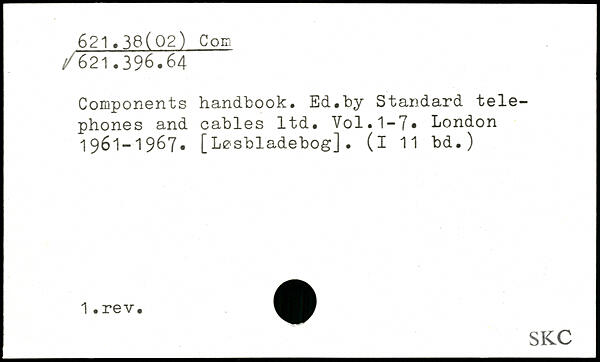 621.38(02) Com
√621.396.64
Components handbook. Ed.by Standard tele-
phones and cables ltd. Vol.1-7. London
1961-1967. [Løsbladebog]. (I 11 bd.)
1.rev.
SKC